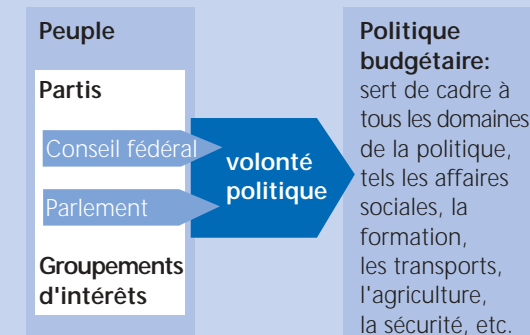 Peuple
Partis
Conseil fédéral
Parlement
Groupements
d'intérêts
volonté
politique
Politique
budgétaire:
sert de cadre à
tous les domaines
de la politique,
tels les affaires
sociales, la
formation,
les transports,
l'agriculture,
la sécurité, etc.